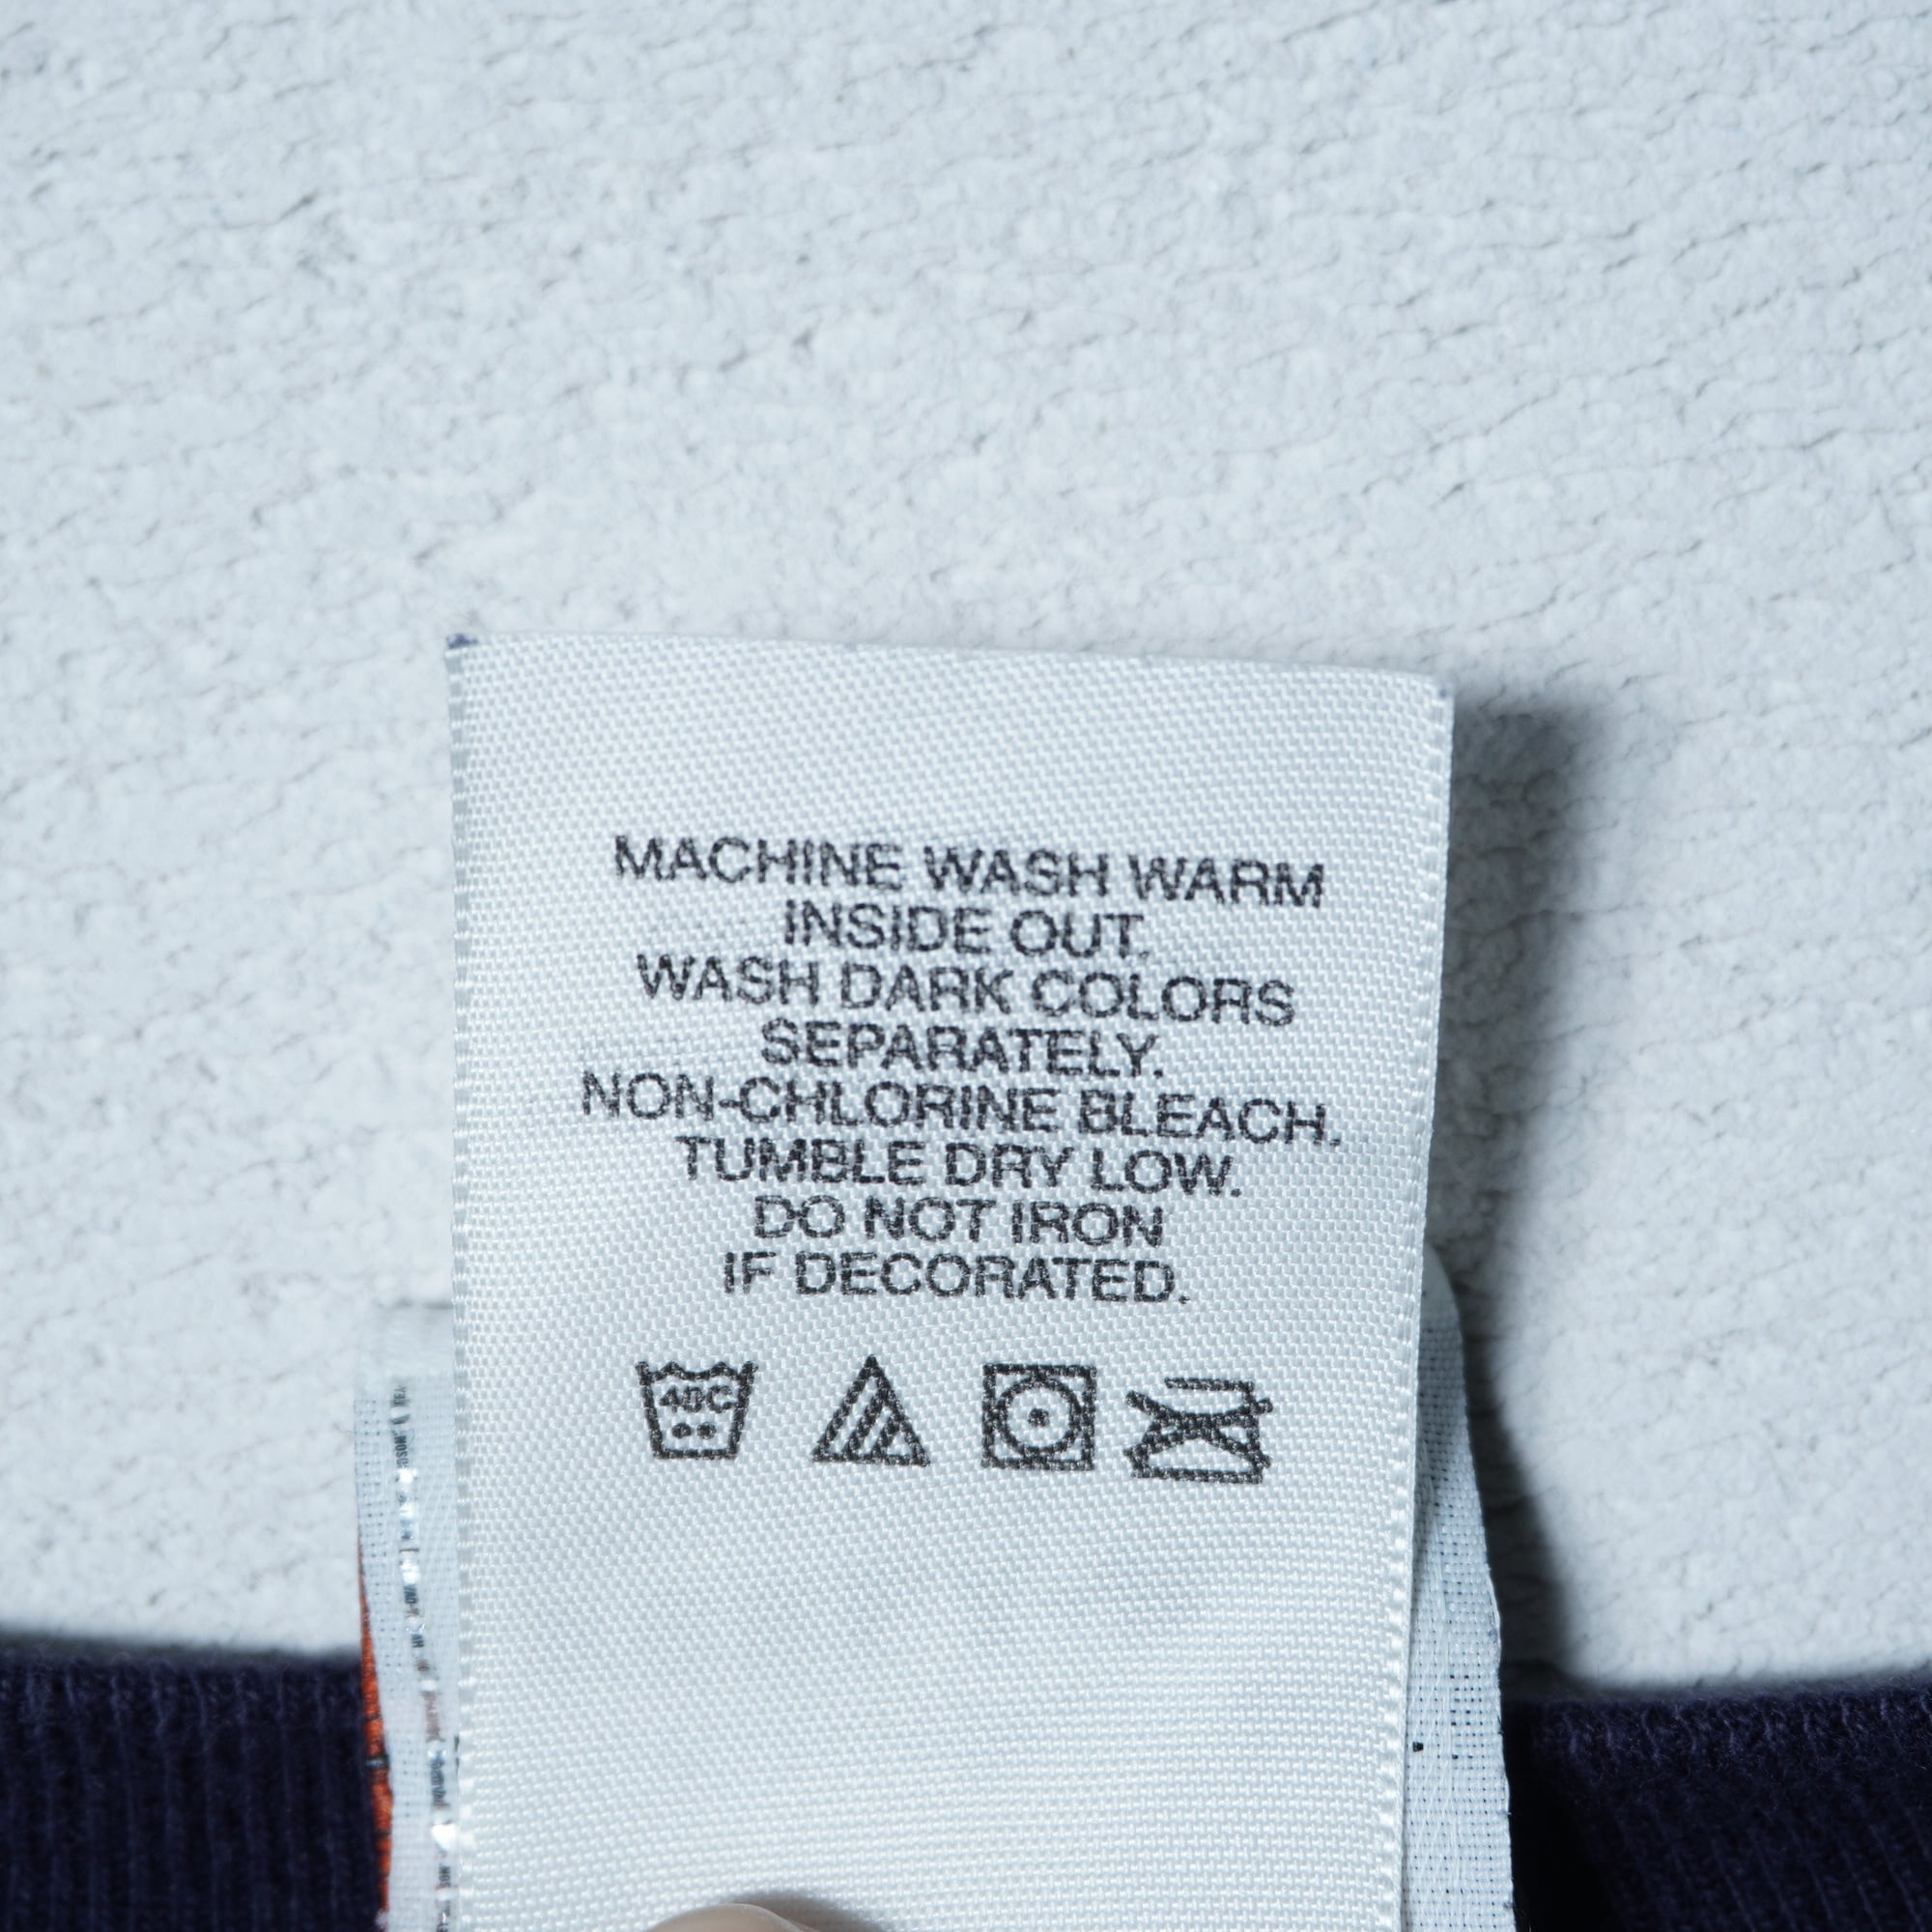 MACHINE WASH WARM
INSIDE OUT.
WASH DARK COLORS
SEPARATELY.
NON-CHLORINE BLEACH.
TUMBLE DRY LOW.
DO NOT IRON
IF DECORATED.
ABC